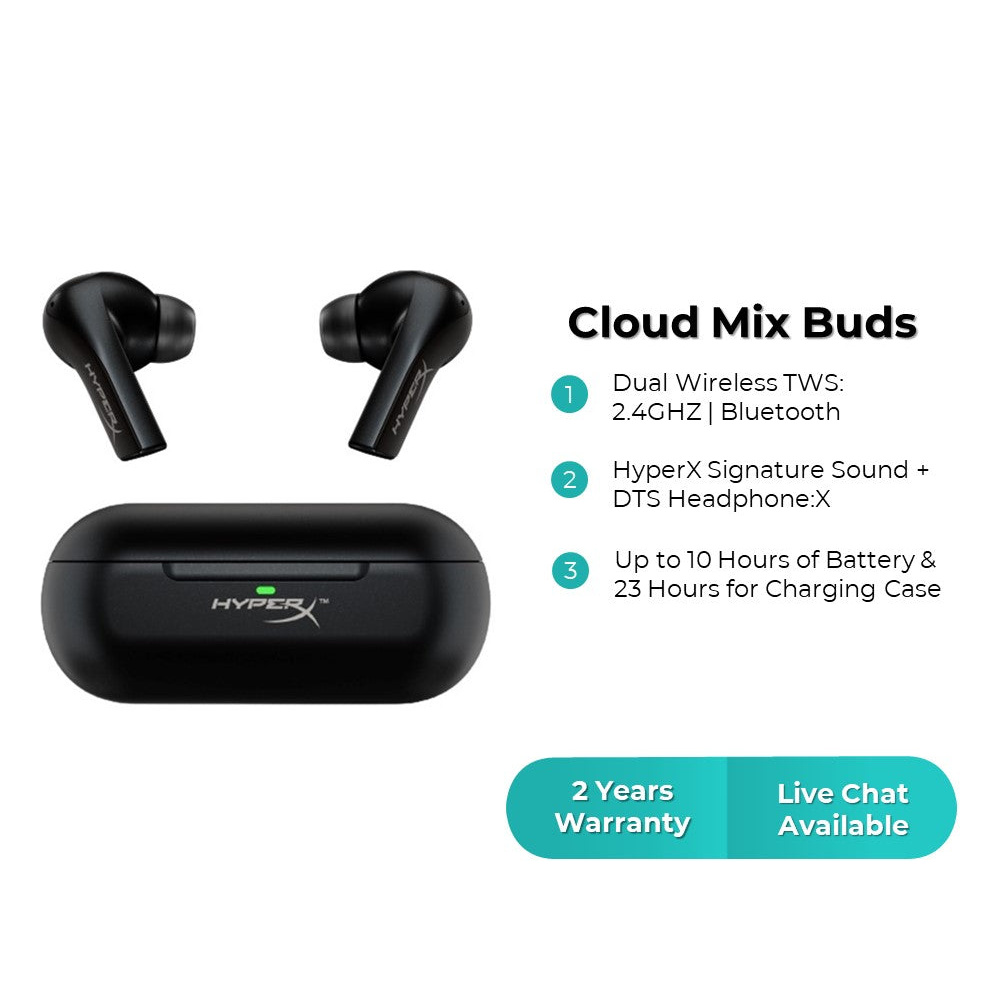 Cloud Mix Buds
1
Dual Wireless TWS:
2.4GHZ | Bluetooth
2
HyperX Signature Sound +
DTS Headphone:X
3
Up to 10 Hours of Battery &
23 Hours for Charging Case
HYPERX
HYPERX
HYPERX™
2 Years
Warranty
Live Chat
Available